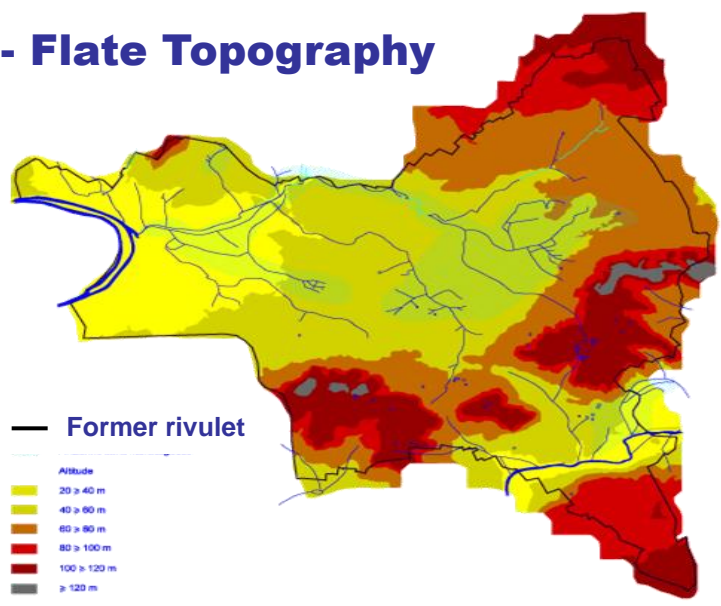 - Flate Topography
Former rivulet
Altitude
20 ≥ 40 m
40 ≥ 60 m
60 ≥ 80 m
80 ≥ 100 m
100 ≥ 120 m
≥ 120 m